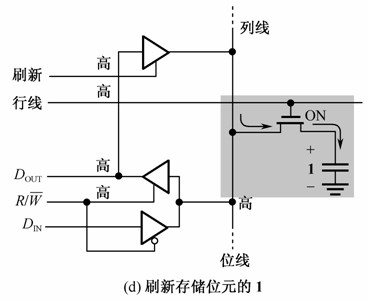 列线
高
刷新
高
行线
ON
+
1
−
高
D_OUT
高
R/W̅
高
D_IN
位线
(d) 刷新存储位元的 1